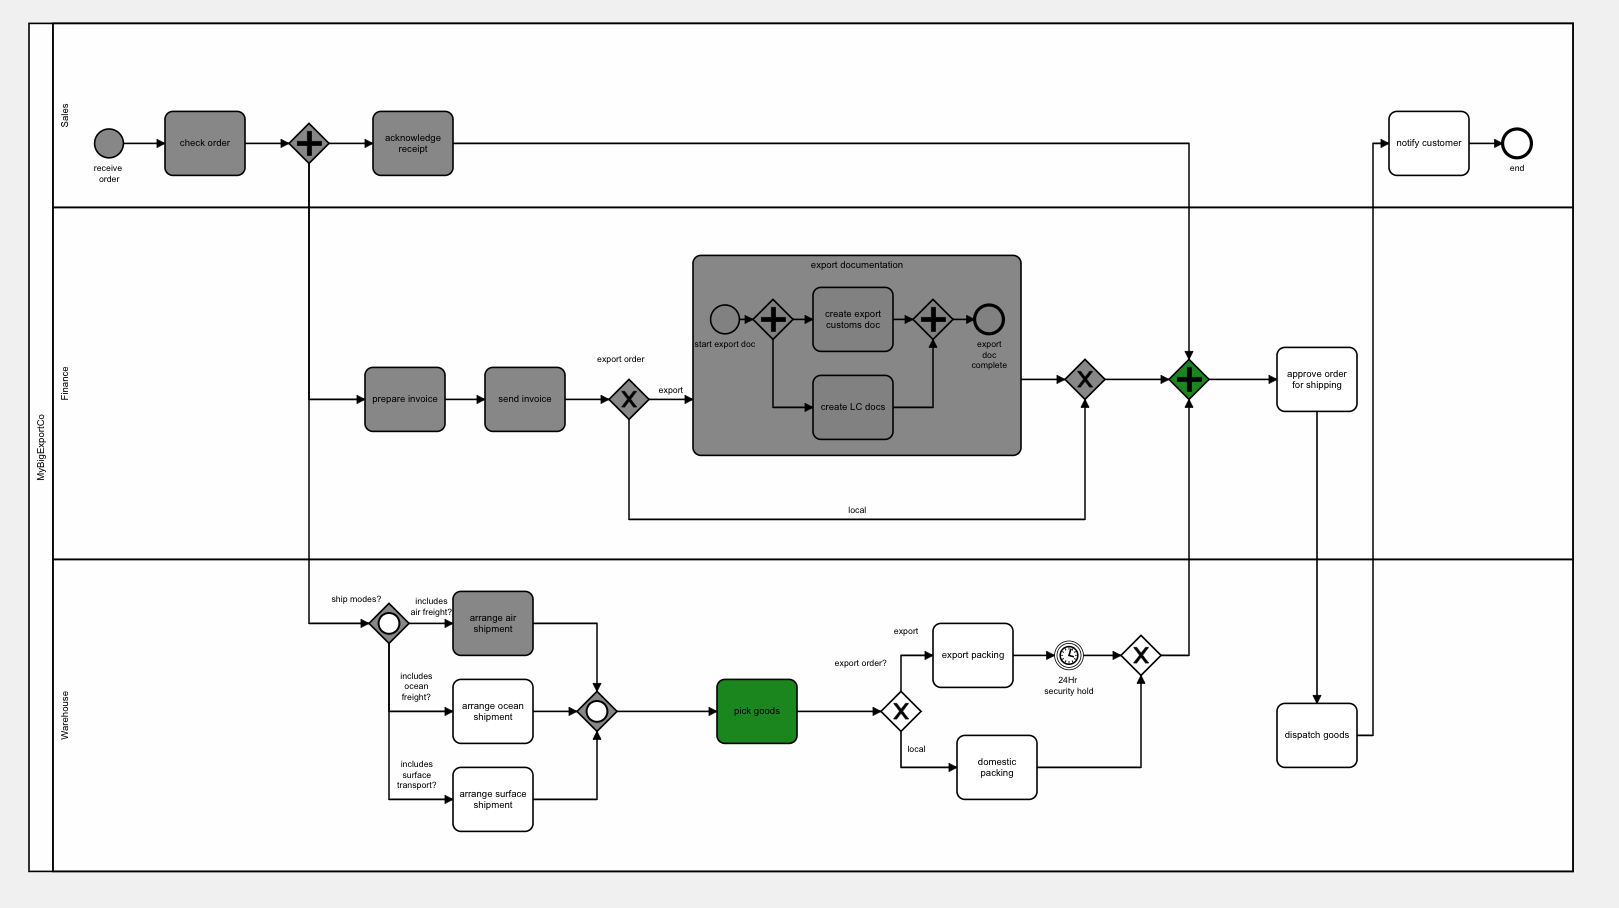 MyBigExportCo
Sales
receive
order
check order
acknowledge
receipt
notify customer
end
Finance
prepare invoice
send invoice
export order
X
export
local
export documentation
start export doc
create export
customs doc
create LC docs
export
doc
complete
X
approve order
for shipping
Warehouse
ship modes?
includes
air freight?
includes
ocean
freight?
includes
surface
transport?
arrange air
shipment
arrange ocean
shipment
arrange surface
shipment
pick goods
export order?
X
export
local
export packing
domestic
packing
24Hr
security hold
X
dispatch goods